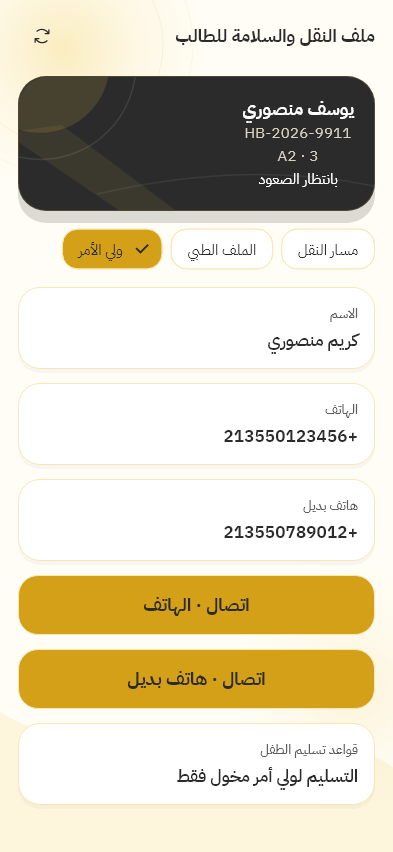 ملف النقل والسلامة للطالب
يوسف منصوري
HB-2026-9911
A2 · 3
بانتظار الصعود
مسار النقل
الملف الطبي
ولي الأمر
الاسم
كريم منصوري
الهاتف
213550123456+
هاتف بديل
213550789012+
اتصال · الهاتف
اتصال · هاتف بديل
قواعد تسليم الطفل
التسليم لولي أمر مخول فقط